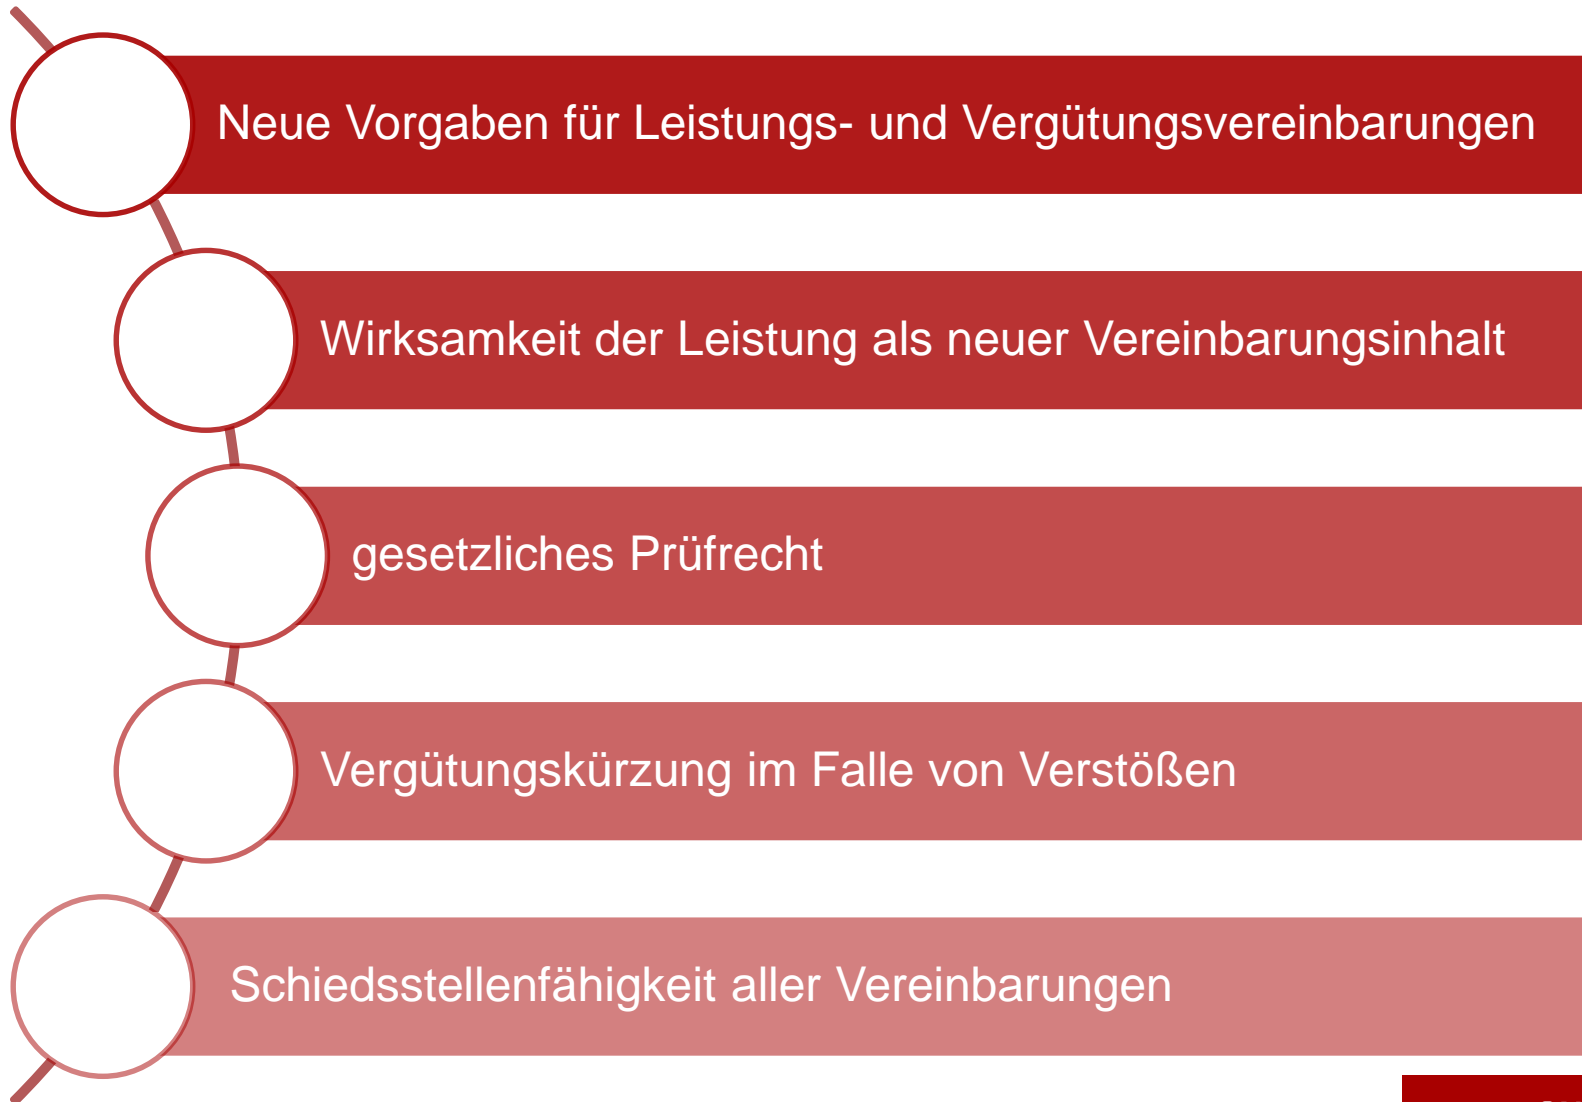 Neue Vorgaben für Leistungs- und Vergütungsvereinbarungen
Wirksamkeit der Leistung als neuer Vereinbarungsinhalt
gesetzliches Prüfrecht
Vergütungskürzung im Falle von Verstößen
Schiedsstellenfähigkeit aller Vereinbarungen